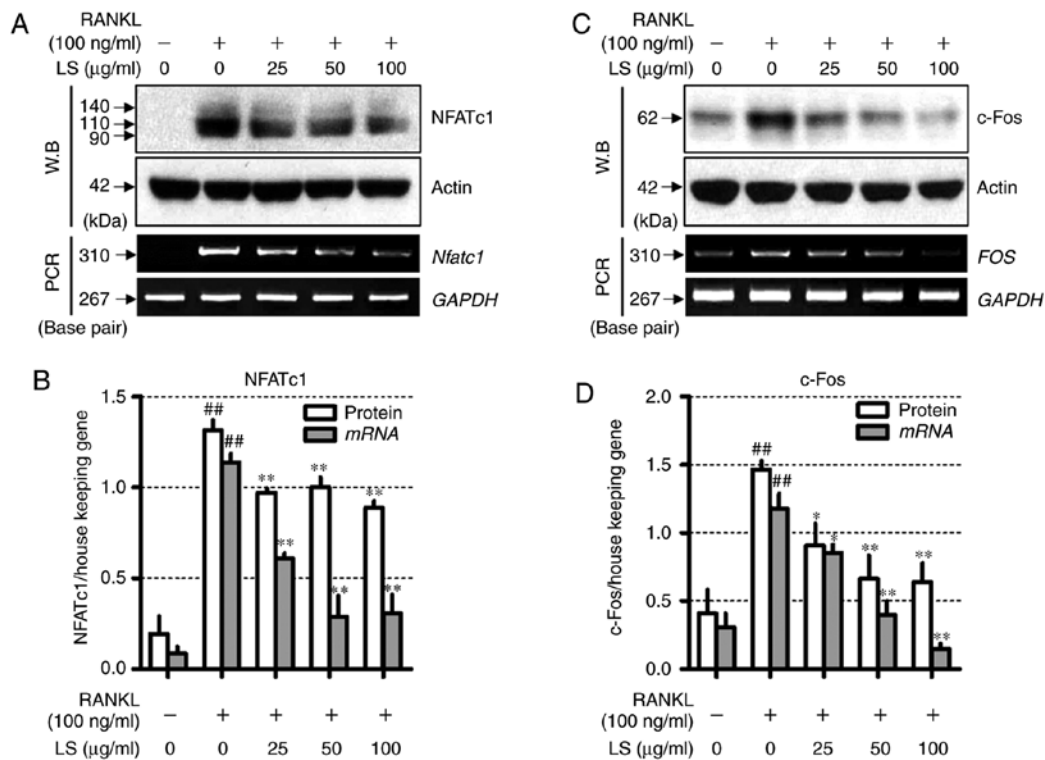 A
RANKL
(100 ng/ml) – + + + +
LS (µg/ml) 0 0 25 50 100
W.B
140
110
90
NFATc1
42
Actin
(kDa)
PCR
310
Nfatc1
267
GAPDH
(Base pair)
B
NFATc1
NFATc1/house keeping gene
1.5
1.0
0.5
0.0
Protein
mRNA
## ## ** ** ** ** ** **
RANKL
(100 ng/ml) – + + + +
LS (µg/ml) 0 0 25 50 100
C
RANKL
(100 ng/ml) – + + + +
LS (µg/ml) 0 0 25 50 100
W.B
62
c-Fos
42
Actin
(kDa)
PCR
310
FOS
267
GAPDH
(Base pair)
D
c-Fos
c-Fos/house keeping gene
2.0
1.5
1.0
0.5
0.0
Protein
mRNA
## ## * * ** ** ** **
RANKL
(100 ng/ml) – + + + +
LS (µg/ml) 0 0 25 50 100